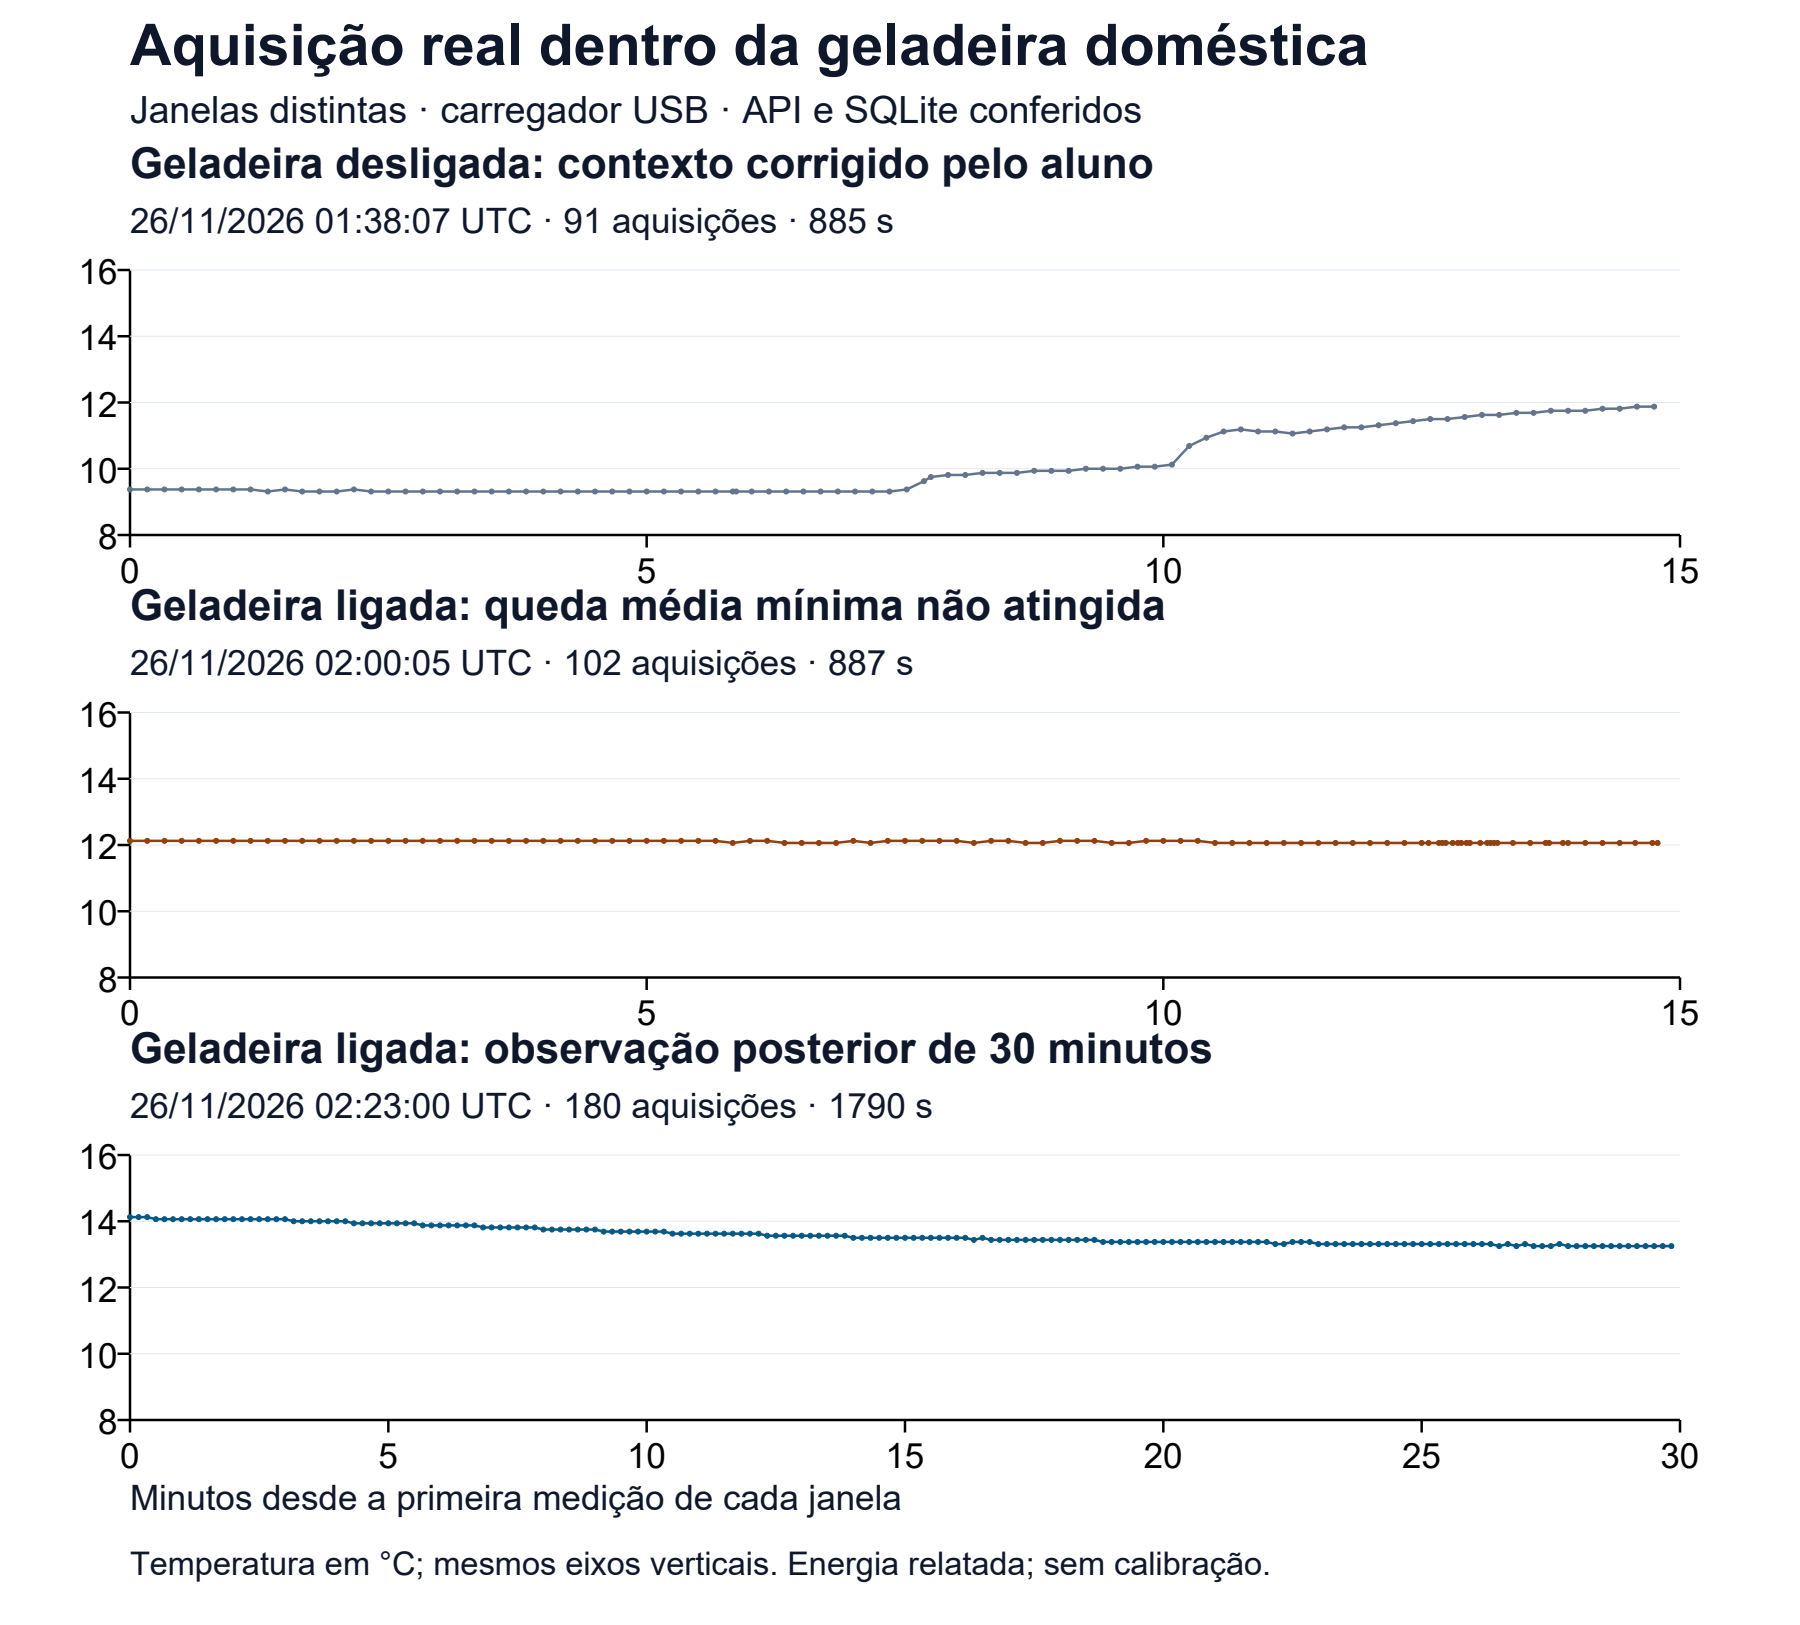 Aquisição real dentro da geladeira doméstica
Janelas distintas · carregador USB · API e SQLite conferidos
Geladeira desligada: contexto corrigido pelo aluno
26/11/2026 01:38:07 UTC · 91 aquisições · 885 s
16
14
12
10
8
0 5 10 15
Geladeira ligada: queda média mínima não atingida
26/11/2026 02:00:05 UTC · 102 aquisições · 887 s
16
14
12
10
8
0 5 10 15
Geladeira ligada: observação posterior de 30 minutos
26/11/2026 02:23:00 UTC · 180 aquisições · 1790 s
16
14
12
10
8
0 5 10 15 20 25 30
Minutos desde a primeira medição de cada janela
Temperatura em °C; mesmos eixos verticais. Energia relatada; sem calibração.